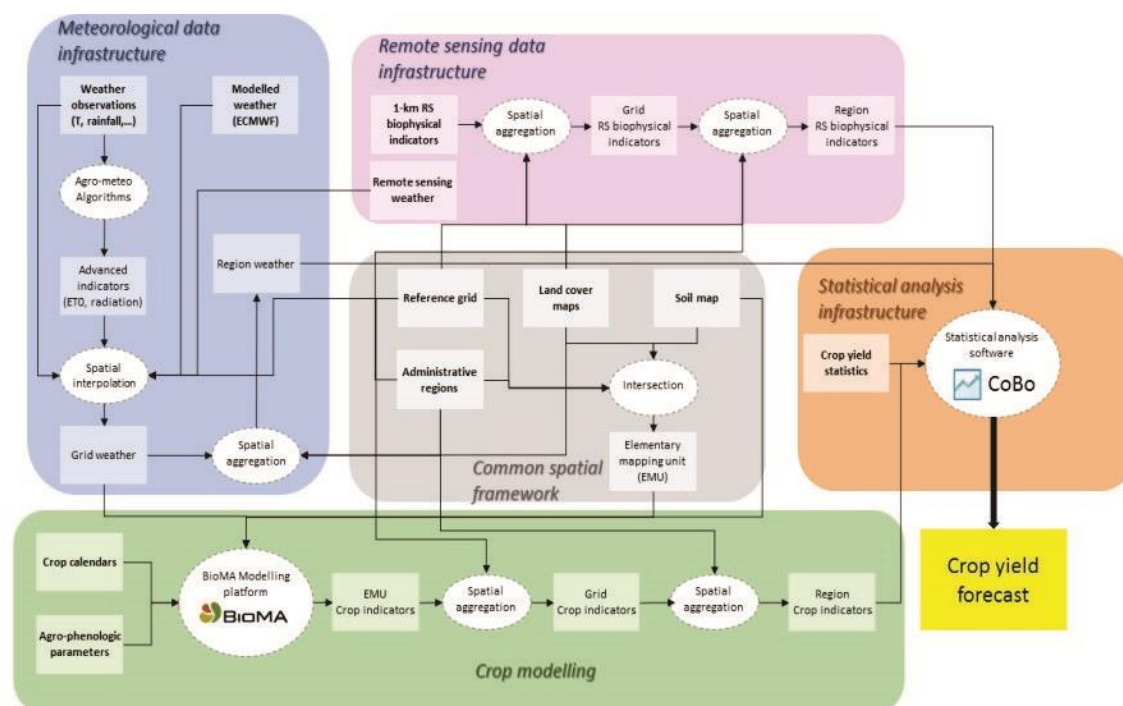 Meteorological data
infrastructure
Weather
observations
(T, rainfall,...)
Modelled
weather
(ECMWF)
Agro-meteo
Algorithms
Advanced
indicators
(ET0, radiation)
Region weather
Spatial
interpolation
Grid weather
Spatial
aggregation
Remote sensing data
infrastructure
1-km RS
biophysical
indicators
Spatial
aggregation
Grid
RS biophysical
indicators
Spatial
aggregation
Region
RS biophysical
indicators
Remote sensing
weather
Reference grid
Land cover
maps
Soil map
Administrative
regions
Intersection
Elementary
mapping unit
(EMU)
Common spatial
framework
Statistical analysis
infrastructure
Crop yield
statistics
Statistical analysis
software
CoBo
Crop yield
forecast
Crop calendars
Agro-phenologic
parameters
BioMA Modelling
platform
BIOMA
EMU
Crop indicators
Spatial
aggregation
Grid
Crop indicators
Spatial
aggregation
Region
Crop indicators
Crop modelling